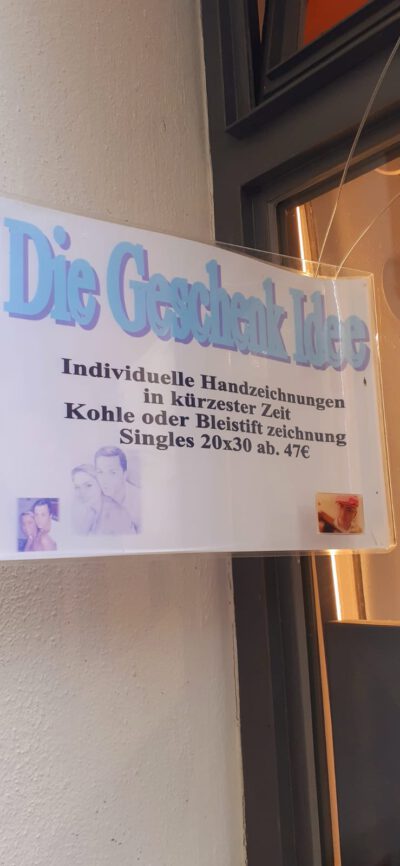 Die Geschenk Idee
Individuelle Handzeichnungen
in kürzester Zeit
Kohle oder Bleistift zeichnung
Singles 20x30 ab. 47€